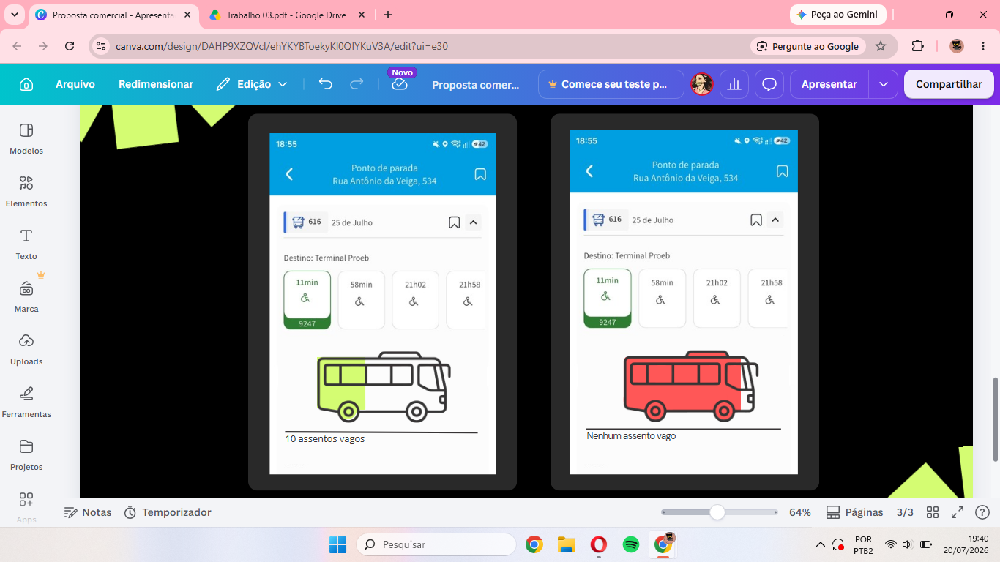 Proposta comercial - Apresenta
Trabalho 03.pdf - Google Drive
Peça ao Gemini
canva.com/design/DAHP9XZQVcI/ehYKYBToekyKI0QIYKuV3A/edit?ui=e30
Pergunte ao Google
Arquivo
Redimensionar
Edição
Novo
Proposta comer...
Comece seu teste p...
Apresentar
Compartilhar
Modelos
Elementos
Texto
Marca
Uploads
Ferramentas
Projetos
Apps
18:55
42
Ponto de parada
Rua Antônio da Veiga, 534
616
25 de Julho
Destino: Terminal Proeb
11min
58min
21h02
21h58
9247
10 assentos vagos
18:55
42
Ponto de parada
Rua Antônio da Veiga, 534
616
25 de Julho
Destino: Terminal Proeb
11min
58min
21h02
21h58
9247
Nenhum assento vago
Notas
Temporizador
64%
Páginas
3/3
Pesquisar
POR
PTB2
19:40
20/07/2026